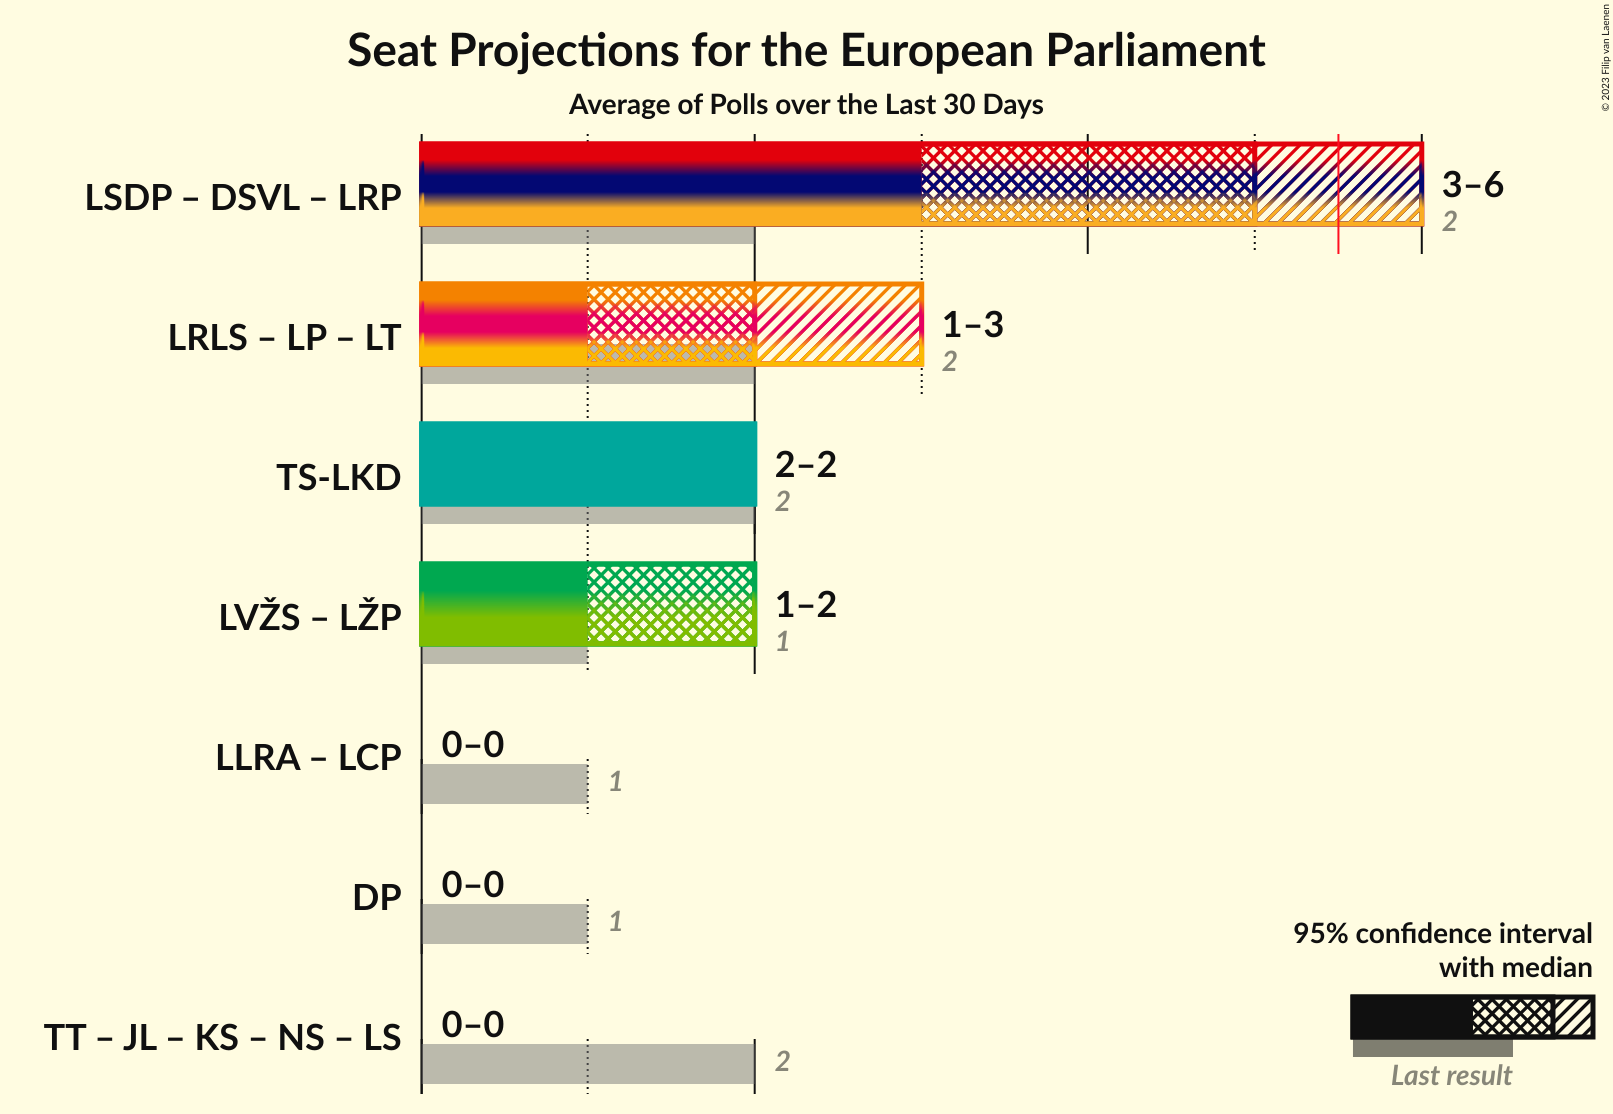 Seat Projections for the European Parliament
Average of Polls over the Last 30 Days
© 2023 Filip van Laenen
LSDP – DSVL – LRP
3–6
2
LRLS – LP – LT
1–3
2
TS-LKD
2–2
2
LVŽS – LŽP
1–2
1
LLRA – LCP
0–0
1
DP
0–0
1
TT – JL – KS – NS – LS
0–0
2
95% confidence interval
with median
Last result